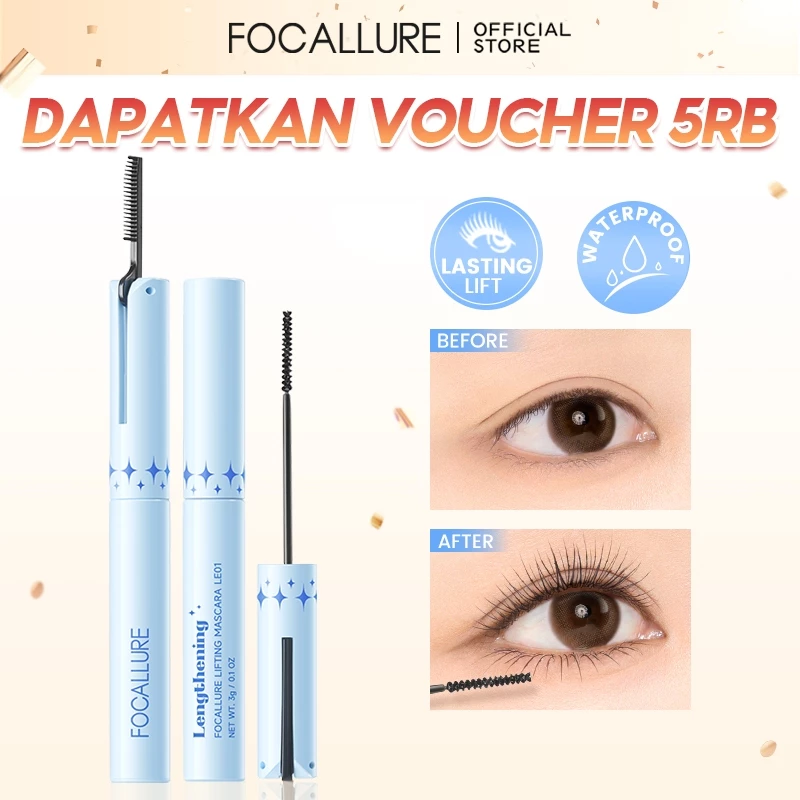 FOCALLURE
OFFICIAL
STORE
DAPATKAN VOUCHER 5RB
LASTING
LIFT
WATERPROOF
BEFORE
AFTER
FOCALLURE
Lengthening
FOCALLURE LIFTING MASCARA LE01
NET WT. 3g / 0.1 OZ